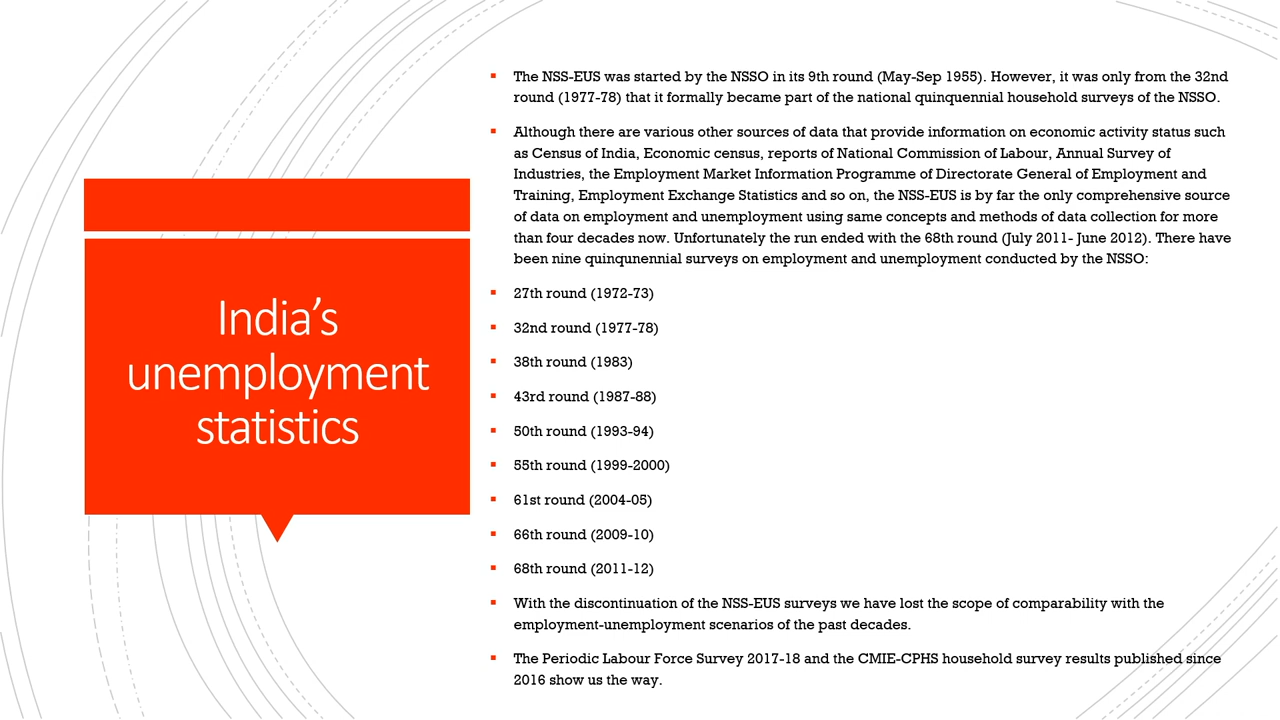 India’s
unemployment
statistics
The NSS-EUS was started by the NSSO in its 9th round (May-Sep 1955). However, it was only from the 32nd
round (1977-78) that it formally became part of the national quinquennial household surveys of the NSSO.
Although there are various other sources of data that provide information on economic activity status such
as Census of India, Economic census, reports of National Commission of Labour, Annual Survey of
Industries, the Employment Market Information Programme of Directorate General of Employment and
Training, Employment Exchange Statistics and so on, the NSS-EUS is by far the only comprehensive source
of data on employment and unemployment using same concepts and methods of data collection for more
than four decades now. Unfortunately the run ended with the 68th round (July 2011- June 2012). There have
been nine quinqunennial surveys on employment and unemployment conducted by the NSSO:
27th round (1972-73)
32nd round (1977-78)
38th round (1983)
43rd round (1987-88)
50th round (1993-94)
55th round (1999-2000)
61st round (2004-05)
66th round (2009-10)
68th round (2011-12)
With the discontinuation of the NSS-EUS surveys we have lost the scope of comparability with the
employment-unemployment scenarios of the past decades.
The Periodic Labour Force Survey 2017-18 and the CMIE-CPHS household survey results published since
2016 show us the way.